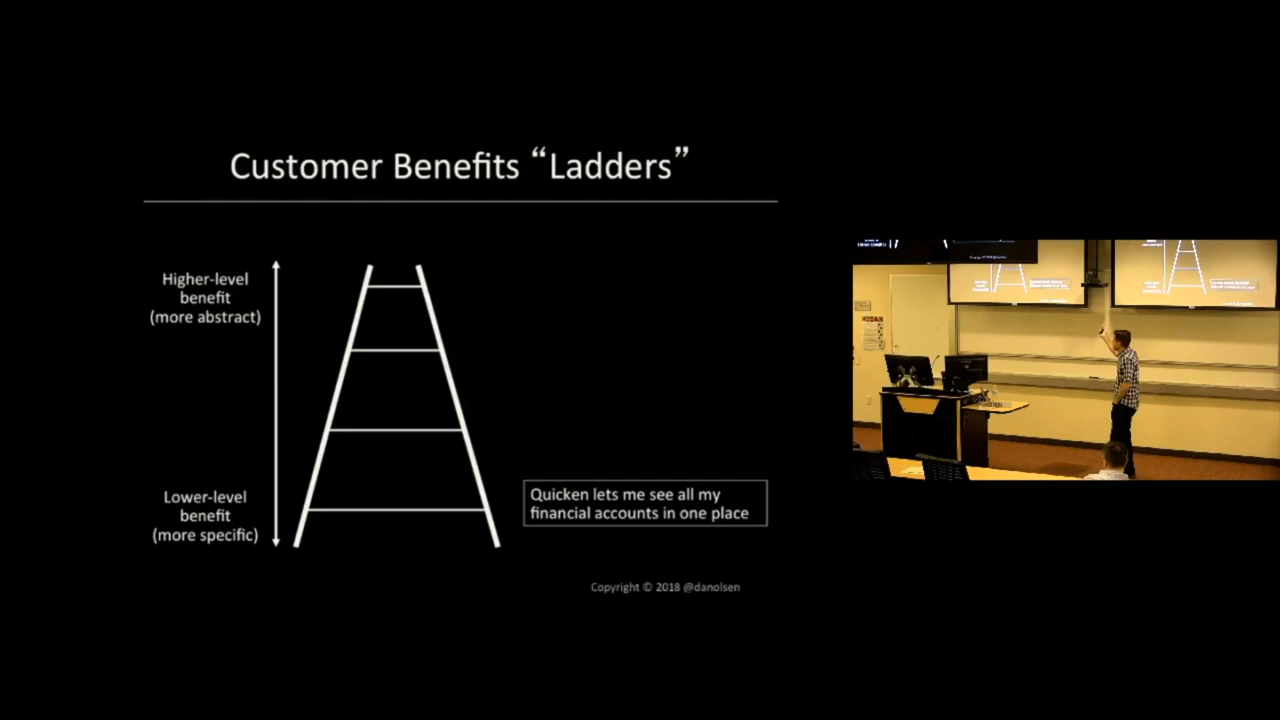 Customer Benefits “Ladders”
Higher-level
benefit
(more abstract)
Lower-level
benefit
(more specific)
Quicken lets me see all my
financial accounts in one place
Copyright © 2018 @danolsen